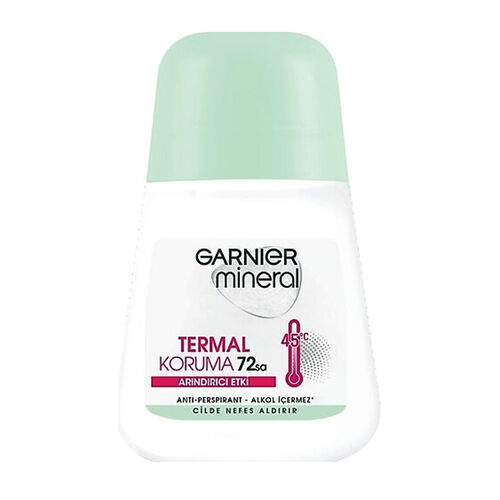 GARNIER
mineral
TERMAL
KORUMA 72sa
45°C
ARINDIRICI ETKİ
ANTI-PERSPIRANT - ALKOL İÇERMEZ*
CİLDE NEFES ALDIRIR